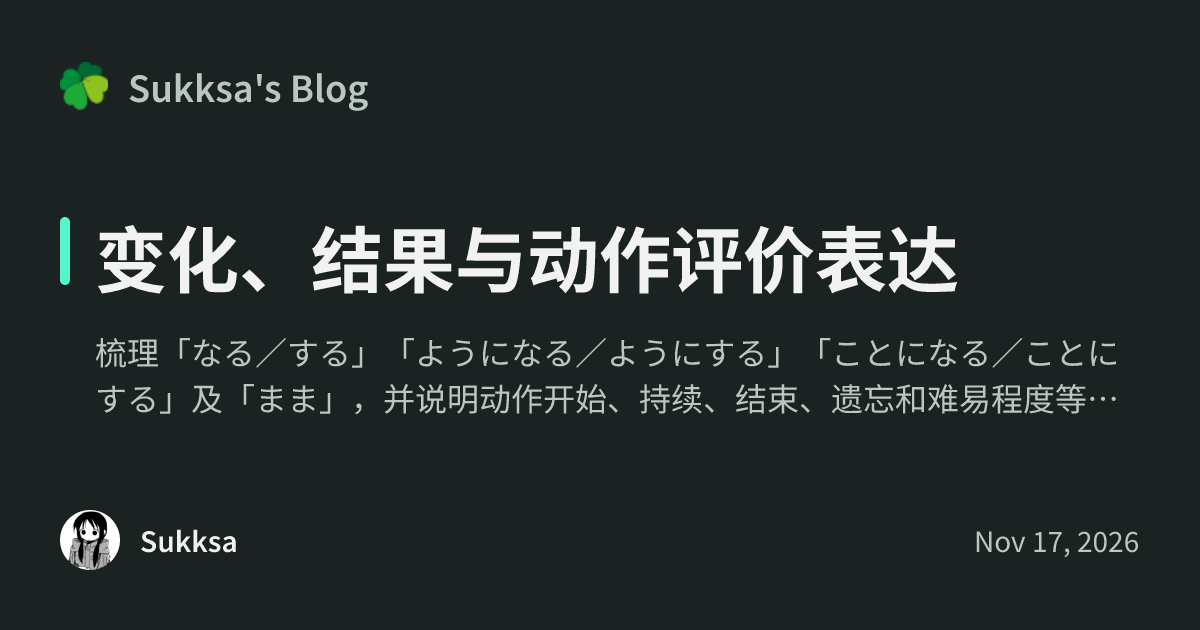 Sukksa's Blog
变化、结果与动作评价表达
梳理「なる／する」「ようになる／ようにする」「ことになる／ことに
する」及「まま」，并说明动作开始、持续、结束、遗忘和难易程度等…
Sukksa
Nov 17, 2026